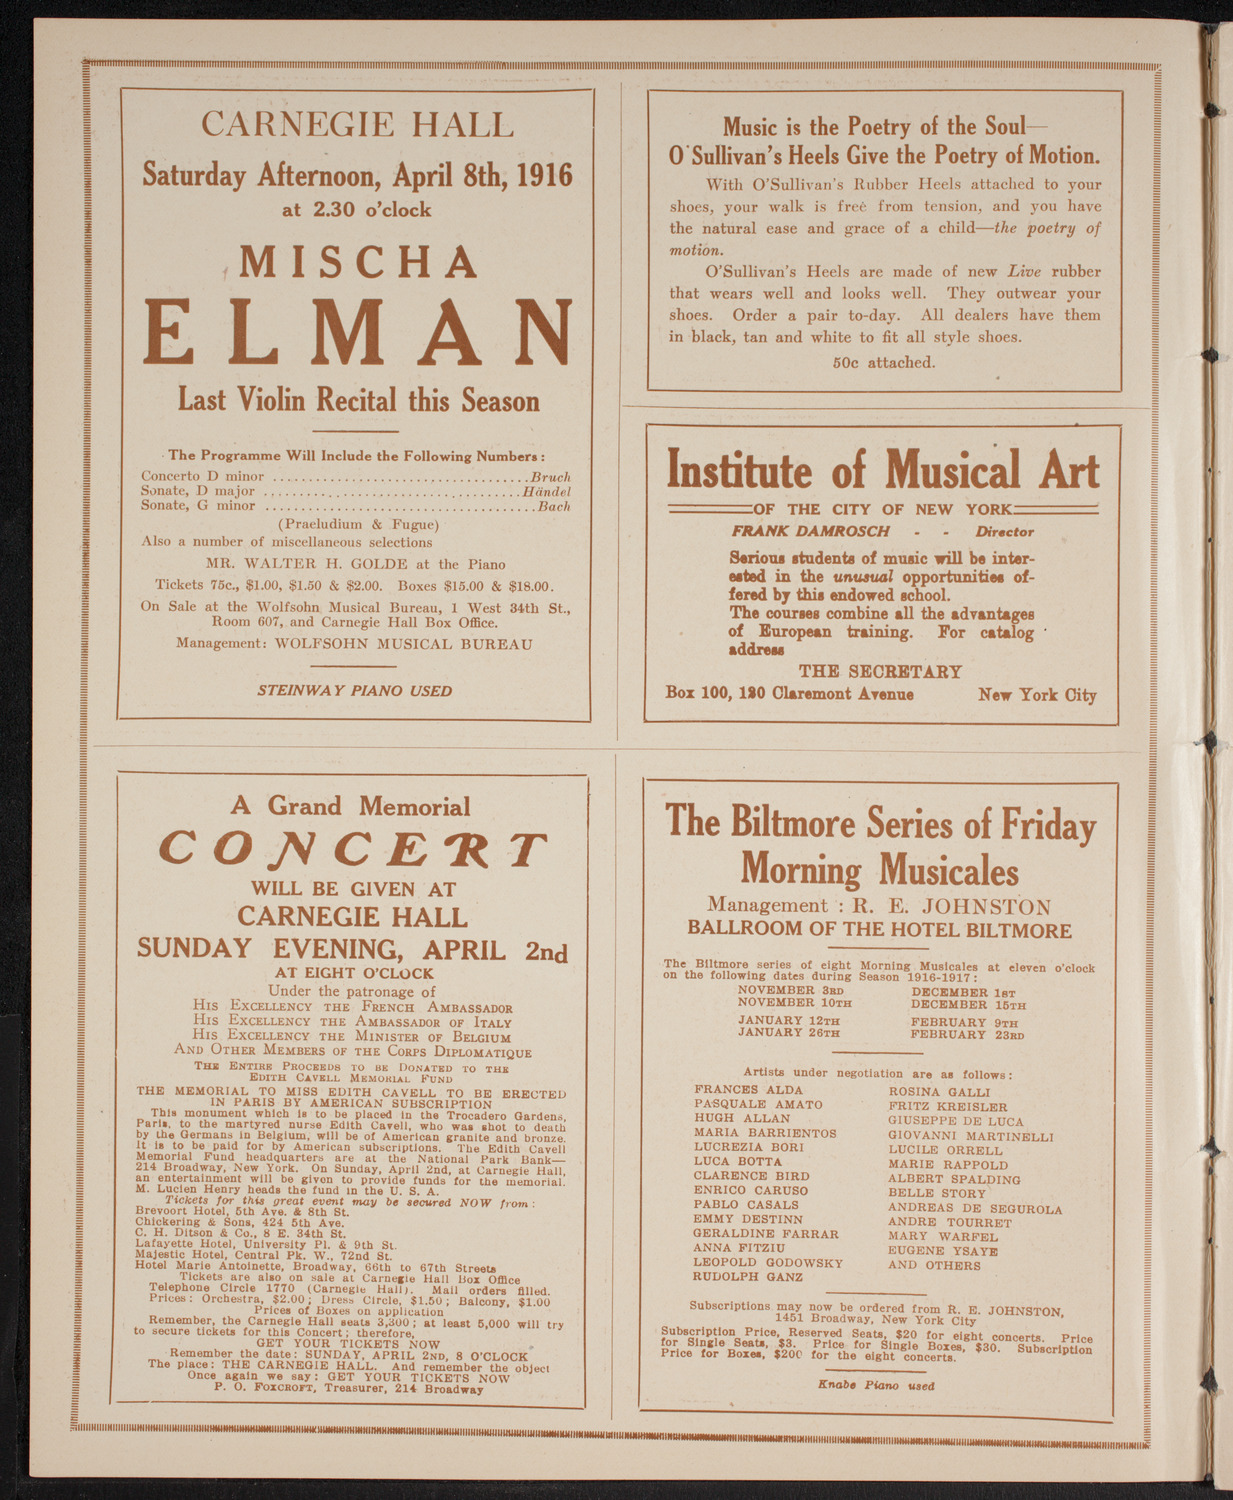 CARNEGIE HALL
Saturday Afternoon, April 8th, 1916
at 2.30 o'clock
MISCHA
ELMAN
Last Violin Recital this Season
The Programme Will Include the Following Numbers:
Concerto D minor ....................................Bruch
Sonate, D major ....................................Händel
Sonate, G minor ......................................Bach
(Praeludium & Fugue)
Also a number of miscellaneous selections
MR. WALTER H. GOLDE at the Piano
Tickets 75c., $1.00, $1.50 & $2.00. Boxes $15.00 & $18.00.
On Sale at the Wolfsohn Musical Bureau, 1 West 34th St.,
Room 607, and Carnegie Hall Box Office.
Management: WOLFSOHN MUSICAL BUREAU
STEINWAY PIANO USED
Music is the Poetry of the Soul—
O'Sullivan's Heels Give the Poetry of Motion.
With O'Sullivan's Rubber Heels attached to your
shoes, your walk is free from tension, and you have
the natural ease and grace of a child—the poetry of
motion.
O'Sullivan's Heels are made of new Live rubber
that wears well and looks well. They outwear your
shoes. Order a pair to-day. All dealers have them
in black, tan and white to fit all style shoes.
50c attached.
Institute of Musical Art
OF THE CITY OF NEW YORK
FRANK DAMROSCH - - Director
Serious students of music will be inter-
ested in the unusual opportunities of-
fered by this endowed school.
The courses combine all the advantages
of European training. For catalog
address
THE SECRETARY
Box 100, 120 Claremont Avenue New York City
A Grand Memorial
CONCERT
WILL BE GIVEN AT
CARNEGIE HALL
SUNDAY EVENING, APRIL 2nd
AT EIGHT O'CLOCK
Under the patronage of
HIS EXCELLENCY THE FRENCH AMBASSADOR
HIS EXCELLENCY THE AMBASSADOR OF ITALY
HIS EXCELLENCY THE MINISTER OF BELGIUM
AND OTHER MEMBERS OF THE CORPS DIPLOMATIQUE
THE ENTIRE PROCEEDS TO BE DONATED TO THE
EDITH CAVELL MEMORIAL FUND
THE MEMORIAL TO MISS EDITH CAVELL TO BE ERECTED
IN PARIS BY AMERICAN SUBSCRIPTION
This monument which is to be placed in the Trocadero Gardens,
Paris, to the martyred nurse Edith Cavell, who was shot to death
by the Germans in Belgium, will be of American granite and bronze.
It is to be paid for by American subscriptions. The Edith Cavell
Memorial Fund headquarters are at the National Park Bank—
214 Broadway, New York. On Sunday, April 2nd, at Carnegie Hall,
an entertainment will be given to provide funds for the memorial.
M. Lucien Henry heads the fund in the U. S. A.
Tickets for this great event may be secured NOW from:
Brevoort Hotel, 5th Ave. & 8th St.
Chickering & Sons, 424 5th Ave.
C. H. Ditson & Co., 8 E. 34th St.
Lafayette Hotel, University Pl. & 9th St.
Majestic Hotel, Central Pk. W., 72nd St.
Hotel Marie Antoinette, Broadway, 66th to 67th Streets
Tickets are also on sale at Carnegie Hall Box Office
Telephone Circle 1770 (Carnegie Hall). Mail orders filled.
Prices: Orchestra, $2.00; Dress Circle, $1.50; Balcony, $1.00
Prices of Boxes on application
Remember, the Carnegie Hall seats 3,300; at least 5,000 will try
to secure tickets for this Concert; therefore,
GET YOUR TICKETS NOW
Remember the date: SUNDAY, APRIL 2ND, 8 O'CLOCK
The place: THE CARNEGIE HALL. And remember the object
Once again we say: GET YOUR TICKETS NOW
P. O. FOXCROFT, Treasurer, 214 Broadway
The Biltmore Series of Friday
Morning Musicales
Management : R. E. JOHNSTON
BALLROOM OF THE HOTEL BILTMORE
The Biltmore series of eight Morning Musicales at eleven o'clock
on the following dates during Season 1916-1917:
NOVEMBER 3RD DECEMBER 1ST
NOVEMBER 10TH DECEMBER 15TH
JANUARY 12TH FEBRUARY 9TH
JANUARY 26TH FEBRUARY 23RD
Artists under negotiation are as follows:
FRANCES ALDA ROSINA GALLI
PASQUALE AMATO FRITZ KREISLER
HUGH ALLAN GIUSEPPE DE LUCA
MARIA BARRIENTOS GIOVANNI MARTINELLI
LUCREZIA BORI LUCILE ORRELL
LUCA BOTTA MARIE RAPPOLD
CLARENCE BIRD ALBERT SPALDING
ENRICO CARUSO BELLE STORY
PABLO CASALS ANDREAS DE SEGUROLA
EMMY DESTINN ANDRE TOURRET
GERALDINE FARRAR MARY WARFEL
ANNA FITZIU EUGENE YSAYE
LEOPOLD GODOWSKY AND OTHERS
RUDOLPH GANZ
Subscriptions may now be ordered from R. E. JOHNSTON,
1451 Broadway, New York City
Subscription Price, Reserved Seats, $20 for eight concerts. Price
for Single Seats, $3. Price for Single Boxes, $30. Subscription
Price for Boxes, $200 for the eight concerts.
Knabe Piano used